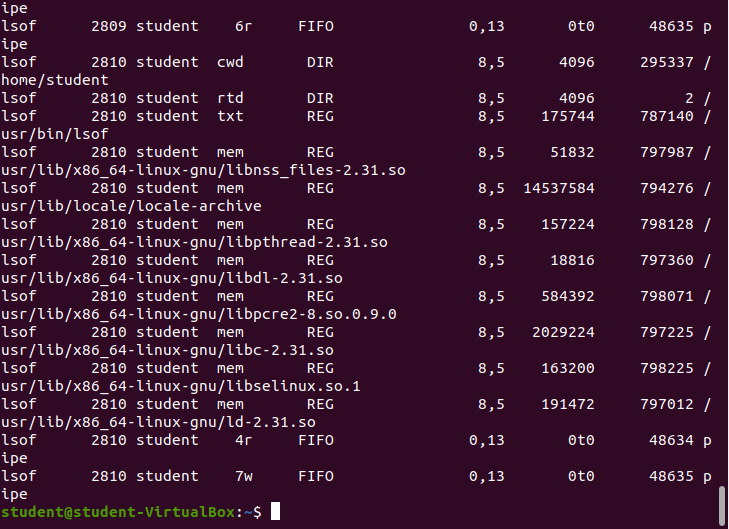 ipe
lsof      2809 student    6r      FIFO               0,13       0t0      48635 p
ipe
lsof      2810 student  cwd       DIR                8,5      4096     295337 /
home/student
lsof      2810 student  rtd       DIR                8,5      4096          2 /
lsof      2810 student  txt       REG                8,5    175744     787140 /
usr/bin/lsof
lsof      2810 student  mem       REG                8,5     51832     797987 /
usr/lib/x86_64-linux-gnu/libnss_files-2.31.so
lsof      2810 student  mem       REG                8,5  14537584     794276 /
usr/lib/locale/locale-archive
lsof      2810 student  mem       REG                8,5    157224     798128 /
usr/lib/x86_64-linux-gnu/libpthread-2.31.so
lsof      2810 student  mem       REG                8,5     18816     797360 /
usr/lib/x86_64-linux-gnu/libdl-2.31.so
lsof      2810 student  mem       REG                8,5    584392     798071 /
usr/lib/x86_64-linux-gnu/libpcre2-8.so.0.9.0
lsof      2810 student  mem       REG                8,5   2029224     797225 /
usr/lib/x86_64-linux-gnu/libc-2.31.so
lsof      2810 student  mem       REG                8,5    163200     798225 /
usr/lib/x86_64-linux-gnu/libselinux.so.1
lsof      2810 student  mem       REG                8,5    191472     797012 /
usr/lib/x86_64-linux-gnu/ld-2.31.so
lsof      2810 student    4r      FIFO               0,13       0t0      48634 p
ipe
lsof      2810 student    7w      FIFO               0,13       0t0      48635 p
ipe
student@student-VirtualBox:~$